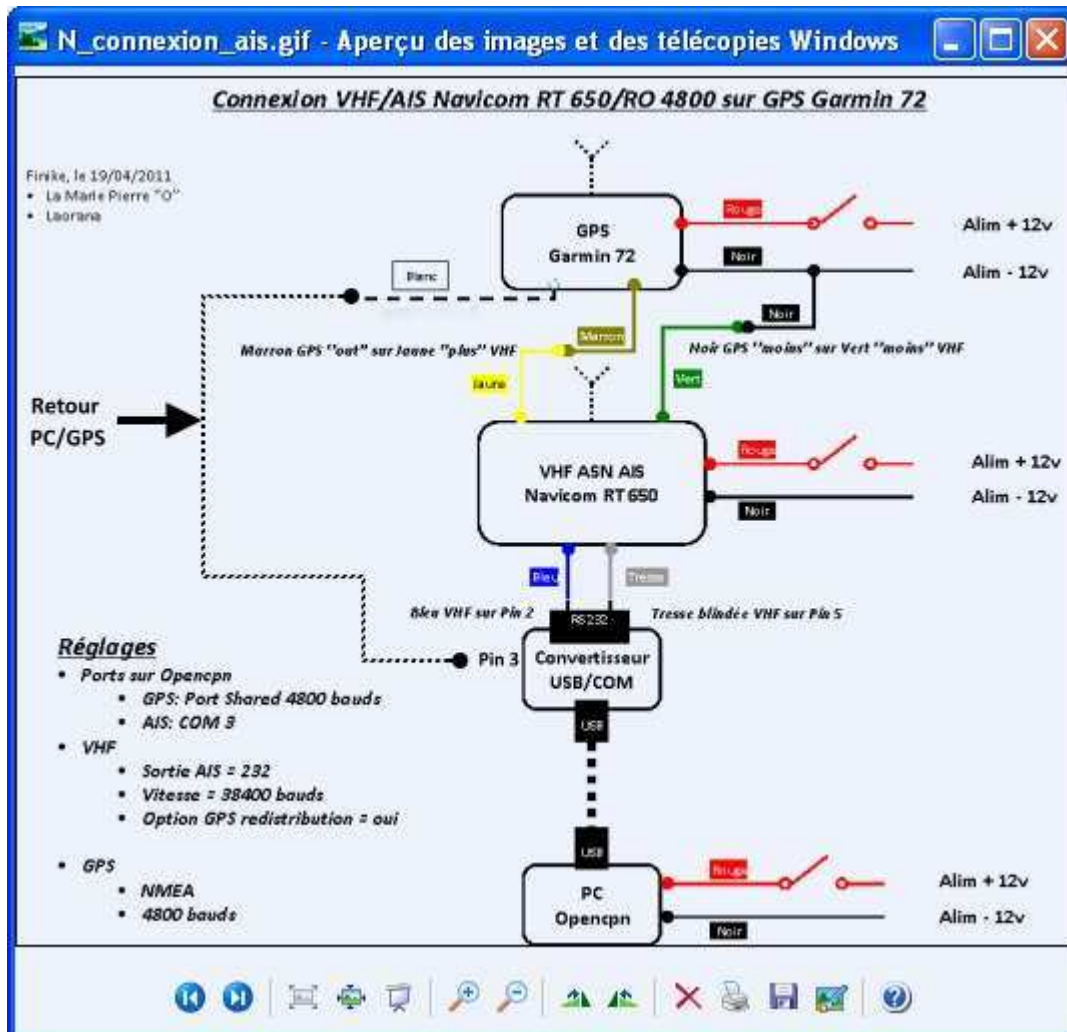 N_connexion_ais.gif - Aperçu des images et des télécopies Windows
Connexion VHF/AIS Navicom RT 650/RO 4800 sur GPS Garmin 72
Finike, le 19/04/2011
• La Marie Pierre "O"
• Laorana
GPS
Garmin 72
Rouge
Alim + 12v
Noir
Alim - 12v
Blanc
Noir
Marron
Marron GPS "out" sur Jaune "plus" VHF
Noir GPS "moins" sur Vert "moins" VHF
Jaune
Vert
Retour
PC/GPS
VHF ASN AIS
Navicom RT 650
Rouge
Alim + 12v
Alim - 12v
Noir
Bleu
Tresse
Bleu VHF sur Pin 2
RS232
Tresse blindée VHF sur Pin 5
Pin 3
Convertisseur
USB/COM
USB
Réglages
• Ports sur Opencpn
• GPS: Port Shared 4800 bauds
• AIS: COM 3
• VHF
• Sortie AIS = 232
• Vitesse = 38400 bauds
• Option GPS redistribution = oui
• GPS
• NMEA
• 4800 bauds
USB
PC
Opencpn
Rouge
Alim + 12v
Alim - 12v
Noir